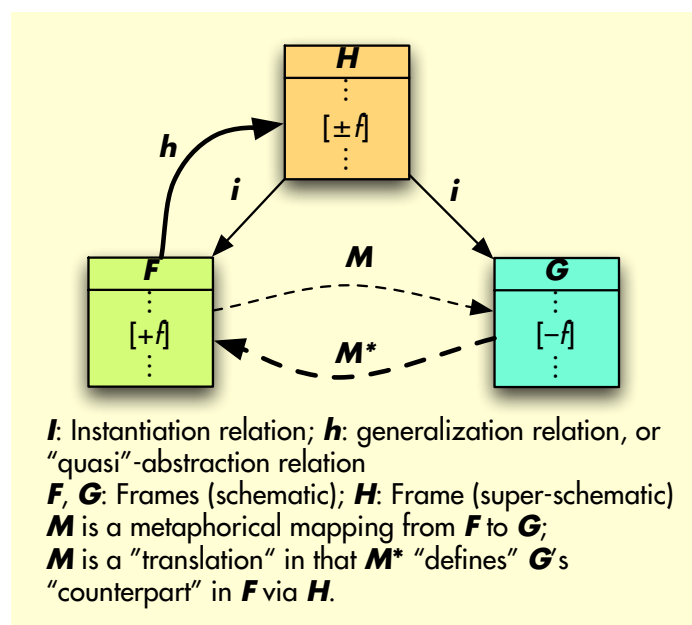 H
⋮
[±f]
⋮
h
i
i
F
⋮
[+f]
⋮
M
M*
G
⋮
[−f]
⋮
I: Instantiation relation; h: generalization relation, or
“quasi”-abstraction relation
F, G: Frames (schematic); H: Frame (super-schematic)
M is a metaphorical mapping from F to G;
M is a ”translation” in that M* “defines” G’s
“counterpart” in F via H.